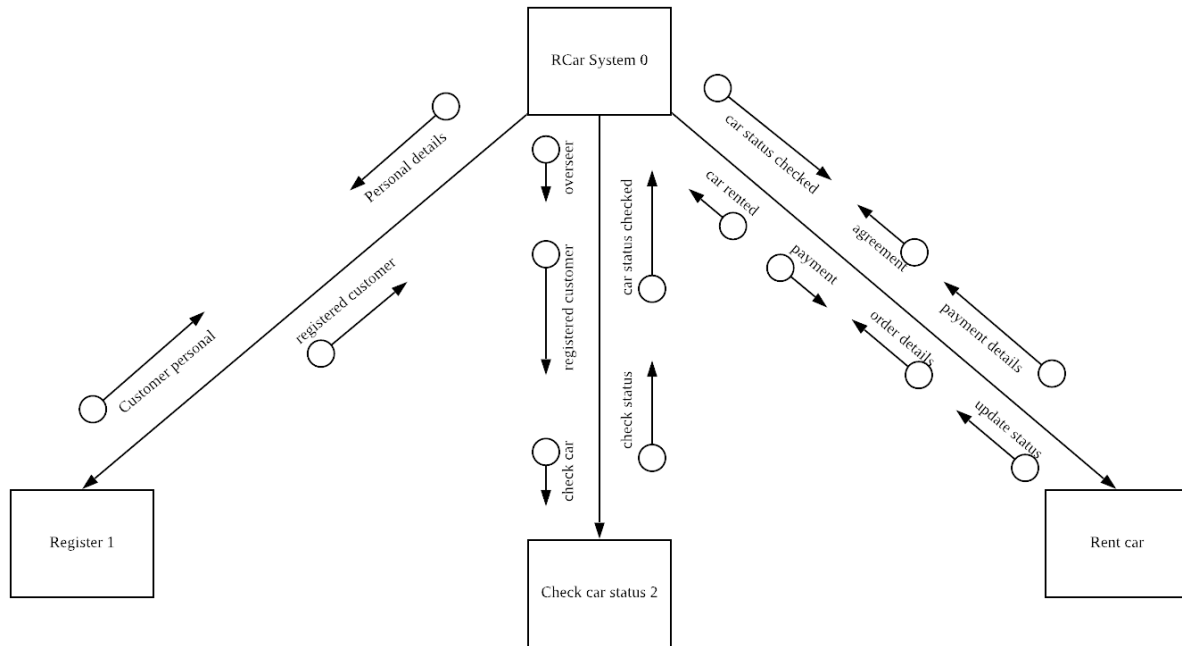 RCar System 0
Personal details
overseer
car status checked
car rented
car status checked
agreement
payment
registered customer
registered customer
order details
payment details
Customer personal
check status
update status
check car
Register 1
Rent car
Check car status 2